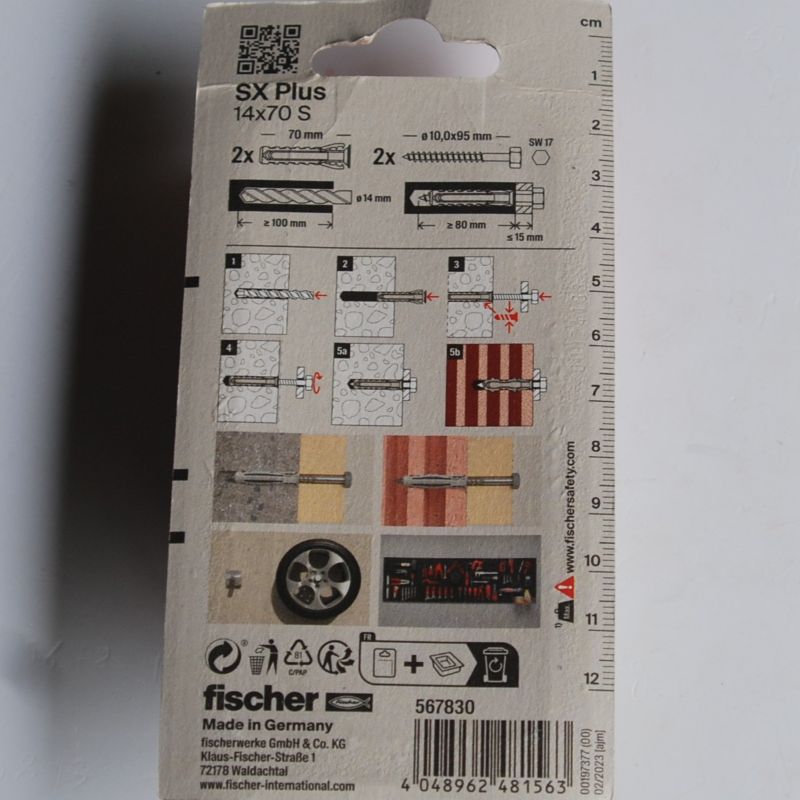 cm
SX Plus
14x70 S
70 mm
ø 10,0x95 mm
SW 17
2x
2x
ø 14 mm
≥ 100 mm
≥ 80 mm
≤ 15 mm
1
2
3
4
5a
5b
1
2
3
4
5
6
7
8
9
10
11
12
www.fischersafety.com
1) Max.
FR
81
C/PAP
fischer
Made in Germany
fischerwerke GmbH & Co. KG
Klaus-Fischer-Straße 1
72178 Waldachtal
www.fischer-international.com
567830
4 048962 481563
00197377 (00)
02/2023 [ajm]